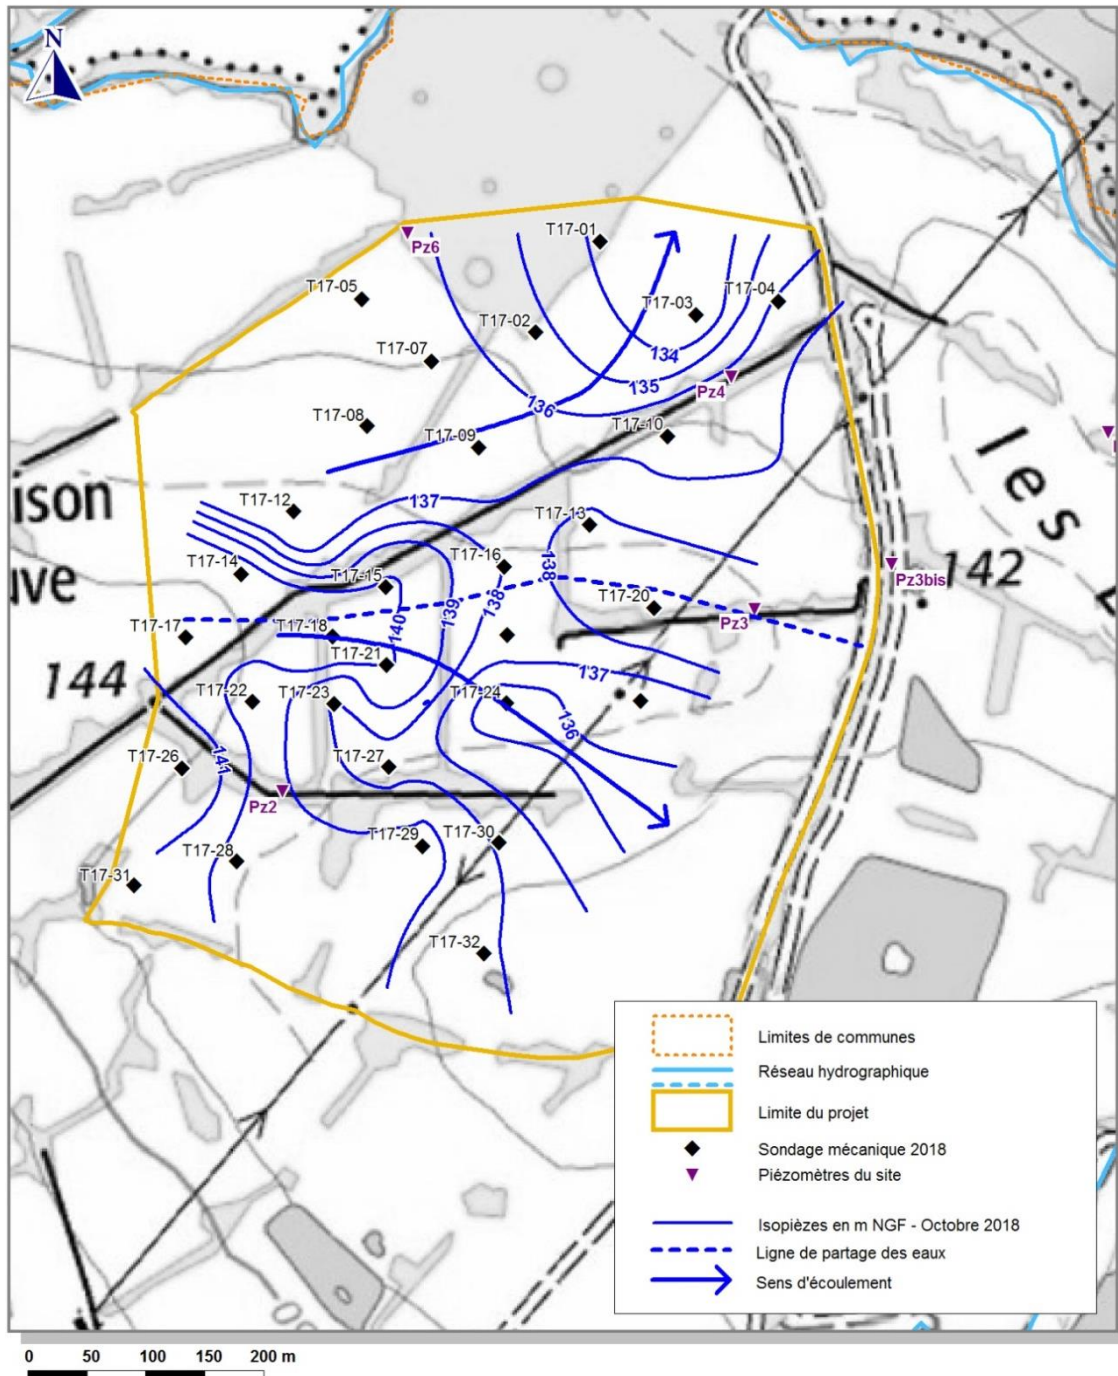 N
T17-01
Pz6
T17-05
T17-03
T17-04
T17-02
T17-07
134
135
Pz4
136
T17-08
T17-10
T17-09
les
ison
137
T17-12
T17-13
T17-16
T17-14
138
142
Pz3bis
uve
T17-15
139
138
T17-20
Pz3
T17-17
T17-18
140
T17-21
137
144
T17-22
T17-23
T17-24
136
141
T17-26
T17-27
Pz2
T17-29
T17-30
T17-28
T17-31
T17-32
Limites de communes
Réseau hydrographique
Limite du projet
Sondage mécanique 2018
Piézomètres du site
Isopièzes en m NGF - Octobre 2018
Ligne de partage des eaux
Sens d'écoulement
0 50 100 150 200 m